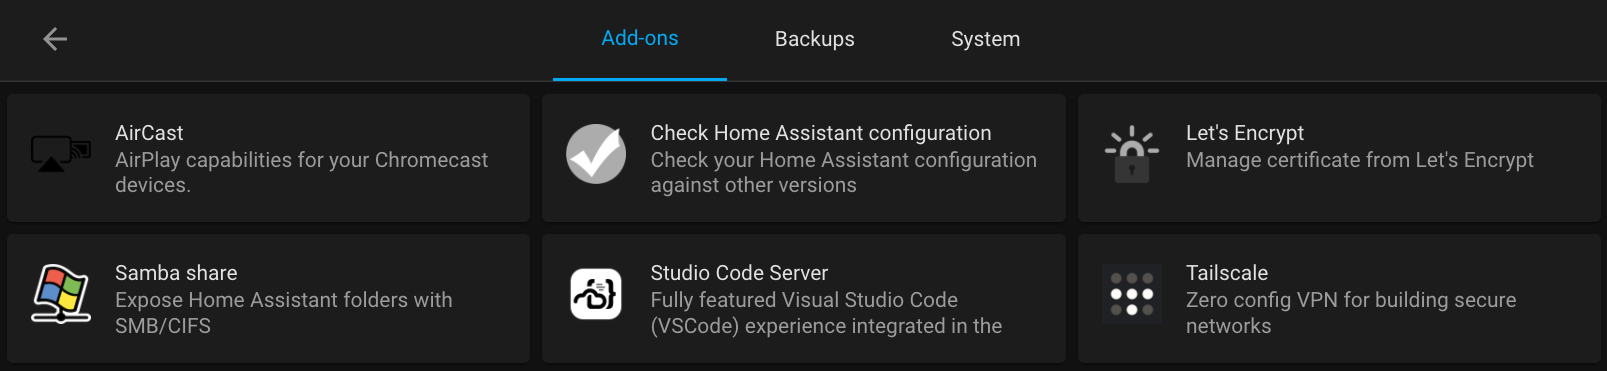 Add-ons
Backups
System
AirCast
AirPlay capabilities for your Chromecast
devices.
Check Home Assistant configuration
Check your Home Assistant configuration
against other versions
Let's Encrypt
Manage certificate from Let's Encrypt
Samba share
Expose Home Assistant folders with
SMB/CIFS
Studio Code Server
Fully featured Visual Studio Code
(VSCode) experience integrated in the
Tailscale
Zero config VPN for building secure
networks